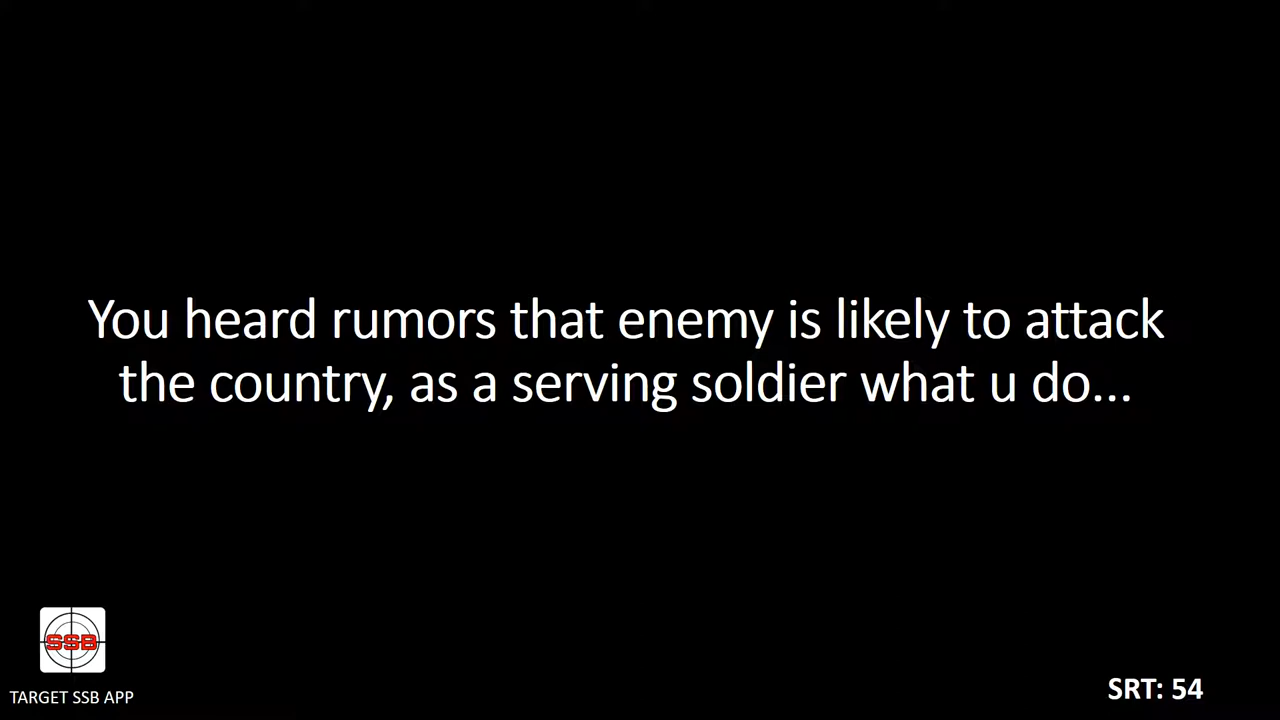 You heard rumors that enemy is likely to attack
the country, as a serving soldier what u do...
SSB
TARGET SSB APP
SRT: 54